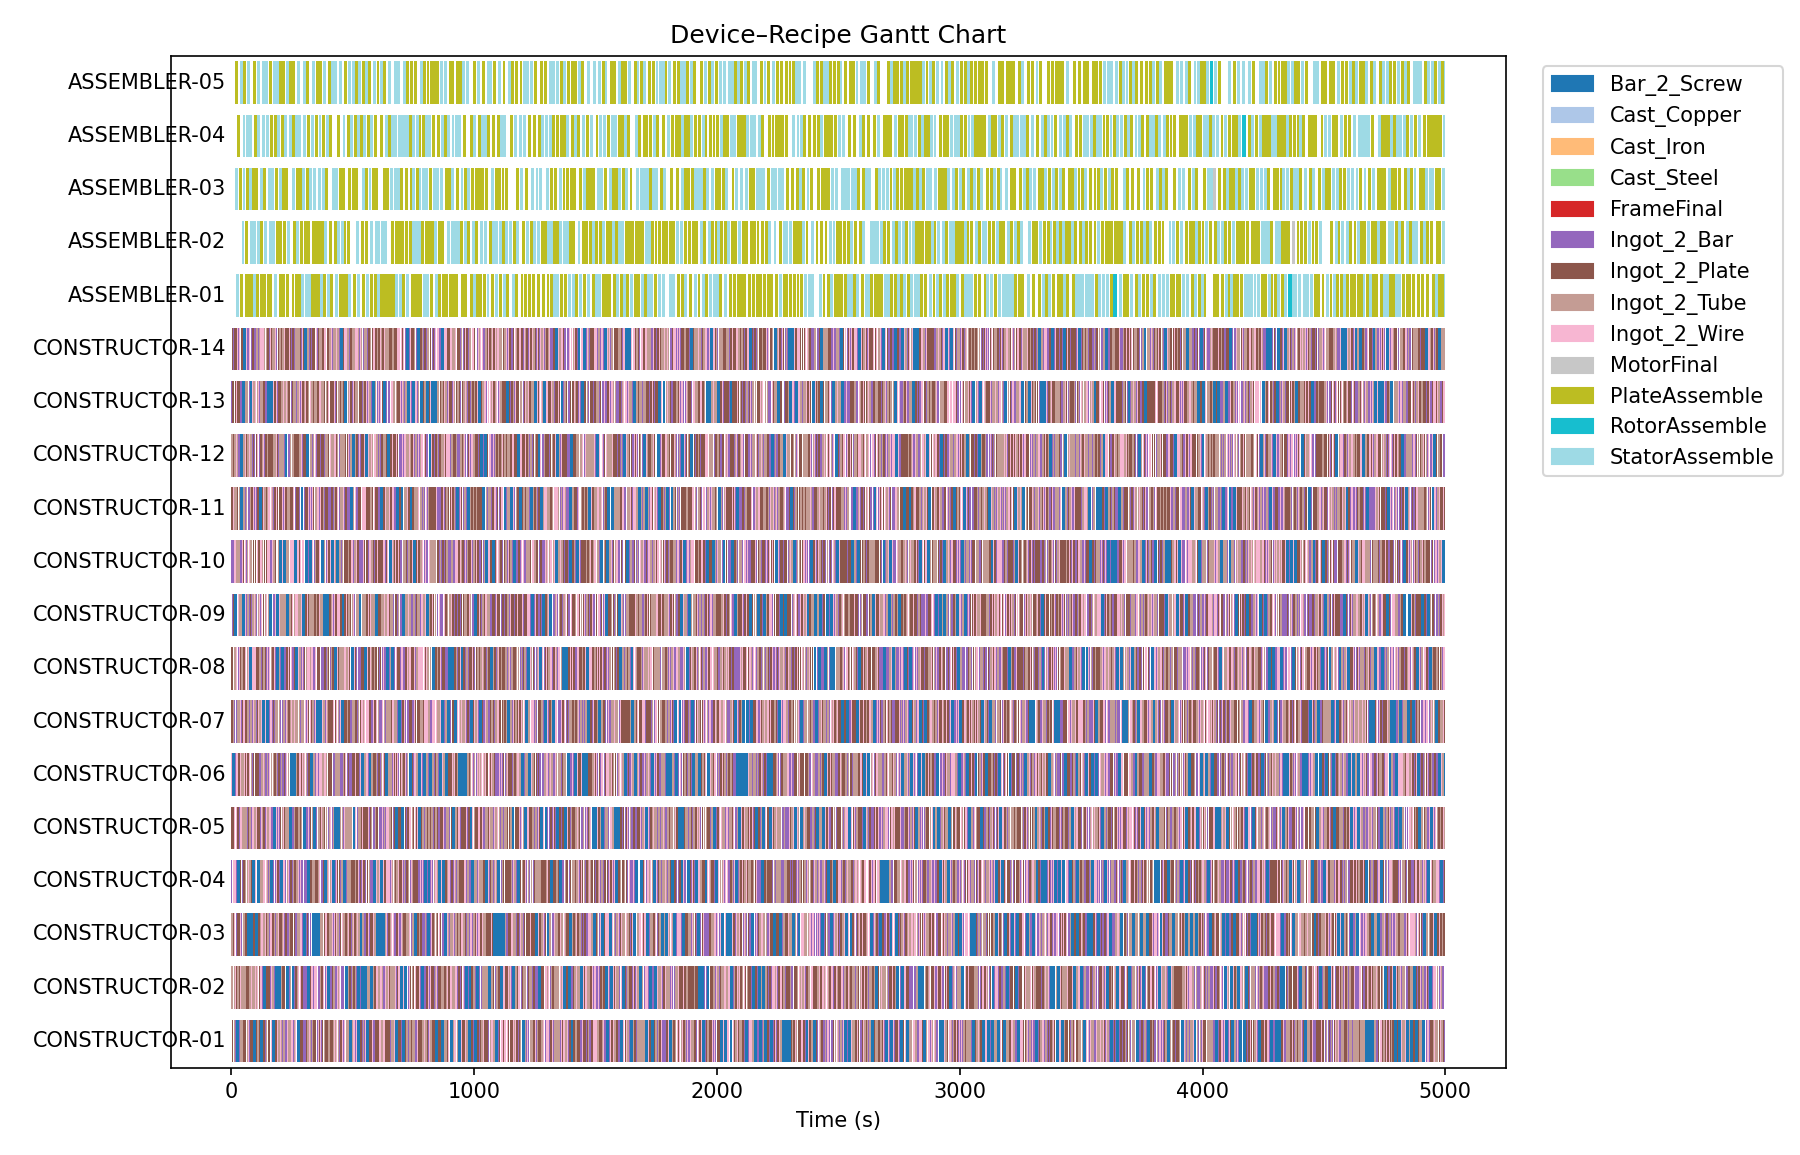 Device–Recipe Gantt Chart
ASSEMBLER-05
ASSEMBLER-04
ASSEMBLER-03
ASSEMBLER-02
ASSEMBLER-01
CONSTRUCTOR-14
CONSTRUCTOR-13
CONSTRUCTOR-12
CONSTRUCTOR-11
CONSTRUCTOR-10
CONSTRUCTOR-09
CONSTRUCTOR-08
CONSTRUCTOR-07
CONSTRUCTOR-06
CONSTRUCTOR-05
CONSTRUCTOR-04
CONSTRUCTOR-03
CONSTRUCTOR-02
CONSTRUCTOR-01
0 1000 2000 3000 4000 5000
Time (s)
Bar_2_Screw
Cast_Copper
Cast_Iron
Cast_Steel
FrameFinal
Ingot_2_Bar
Ingot_2_Plate
Ingot_2_Tube
Ingot_2_Wire
MotorFinal
PlateAssemble
RotorAssemble
StatorAssemble